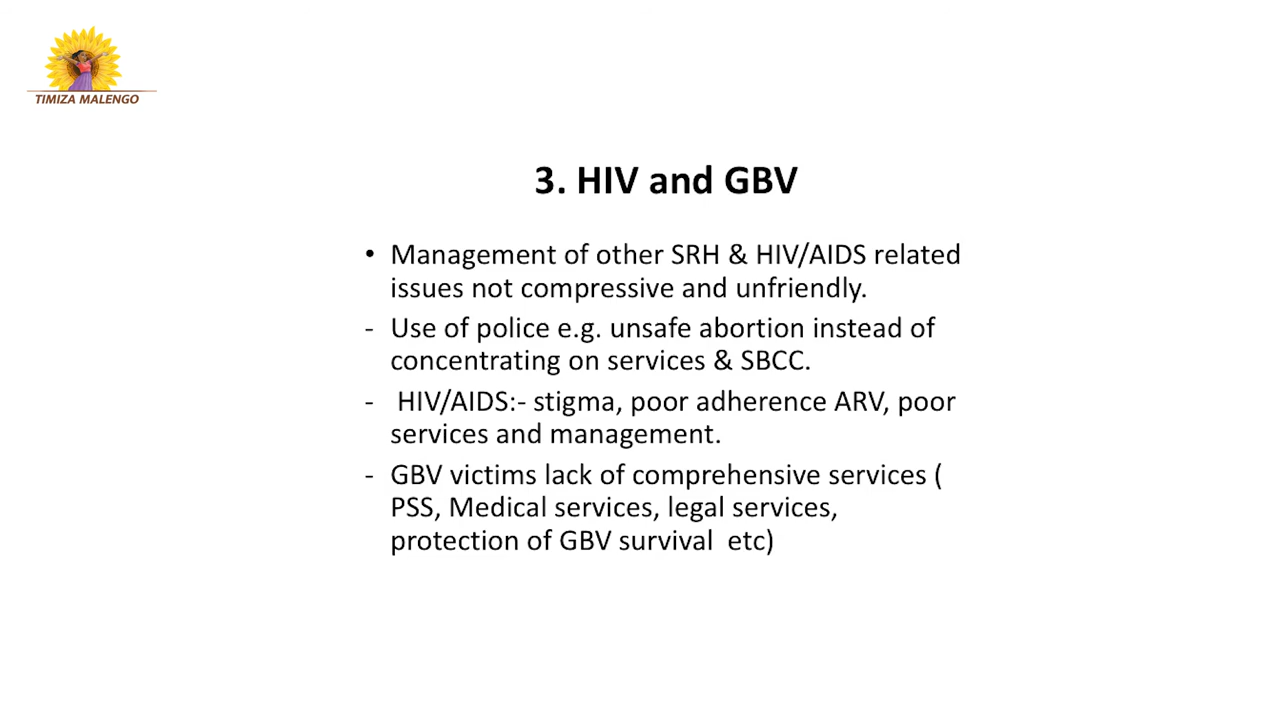 TIMIZA MALENGO
3. HIV and GBV
• Management of other SRH & HIV/AIDS related
issues not compressive and unfriendly.
- Use of police e.g. unsafe abortion instead of
concentrating on services & SBCC.
- HIV/AIDS:- stigma, poor adherence ARV, poor
services and management.
- GBV victims lack of comprehensive services (
PSS, Medical services, legal services,
protection of GBV survival  etc)